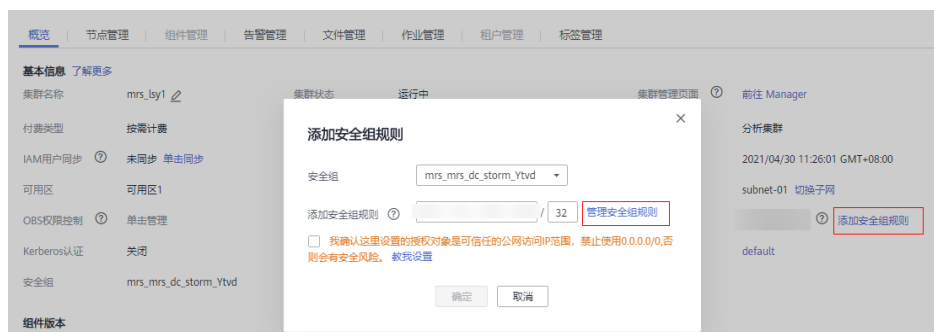 概览 节点管理 组件管理 告警管理 文件管理 作业管理 租户管理 标签管理
基本信息 了解更多
集群名称 mrs_lsy1 集群状态 运行中 集群管理页面 前往 Manager
付费类型 按需计费 分析集群
IAM用户同步 未同步 单击同步 2021/04/30 11:26:01 GMT+08:00
可用区 可用区1 subnet-01 切换子网
OBS权限控制 单击管理 添加安全组规则
Kerberos认证 关闭 default
安全组 mrs_mrs_dc_storm_Ytvd
组件版本
添加安全组规则
安全组 mrs_mrs_dc_storm_Ytvd
添加安全组规则 / 32 管理安全组规则
我确认这里设置的授权对象是可信任的公网访问IP范围，禁止使用0.0.0.0/0,否
则会有安全风险。 教我设置
确定 取消